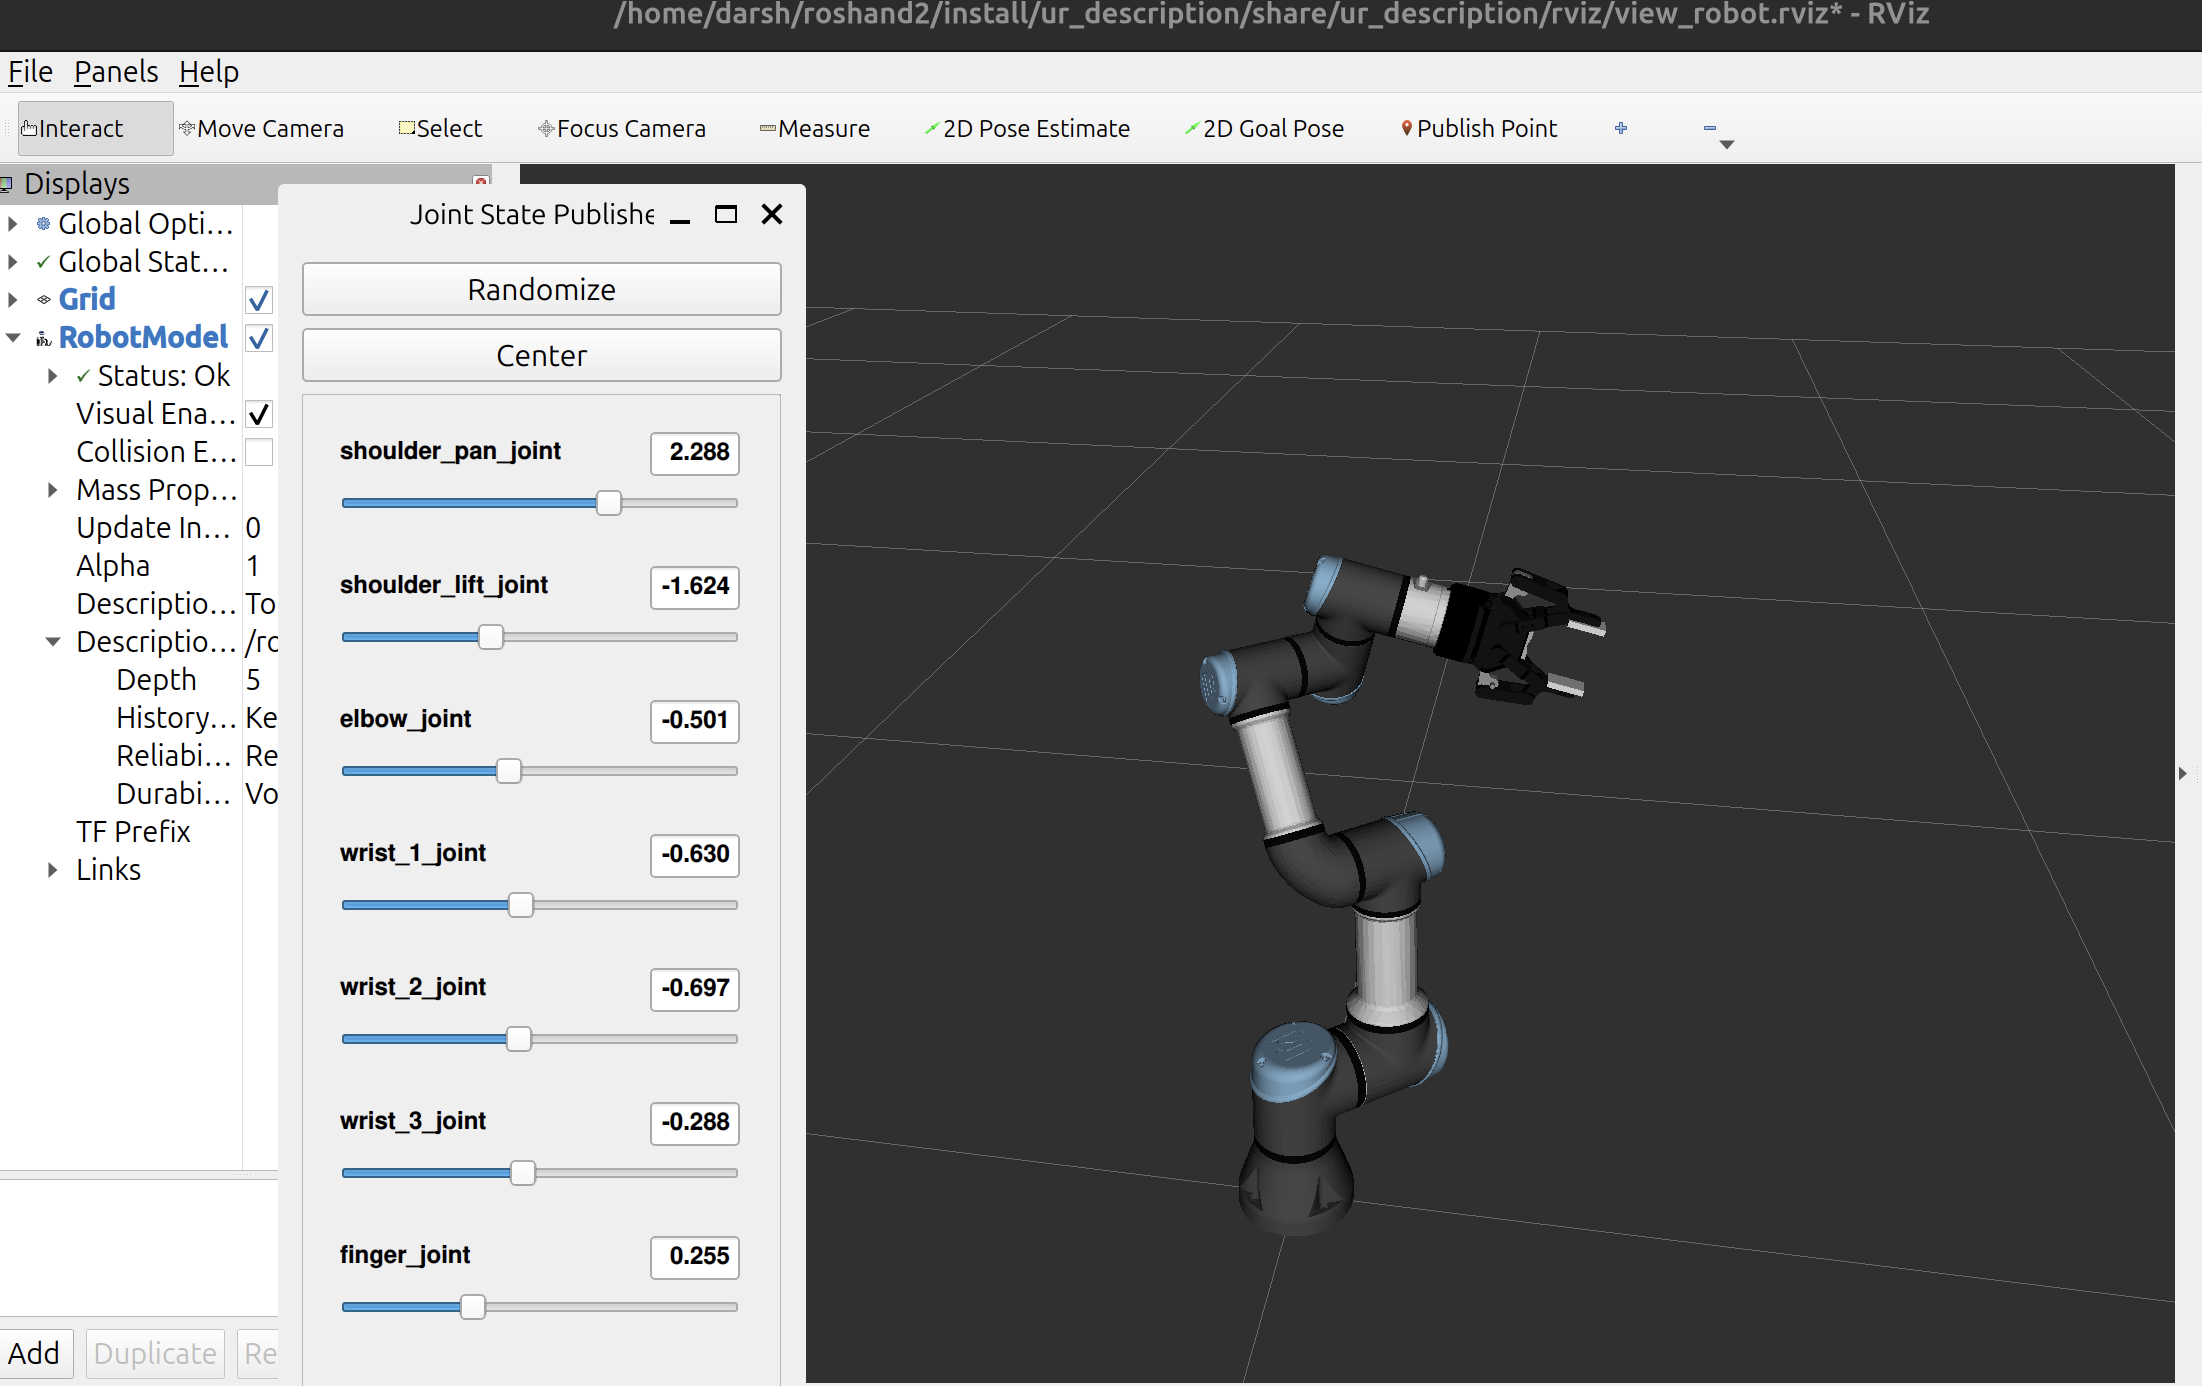 /home/darsh/roshand2/install/ur_description/share/ur_description/rviz/view_robot.rviz* - RViz
File Panels Help
Interact Move Camera Select Focus Camera Measure 2D Pose Estimate 2D Goal Pose Publish Point
Displays
Global Opti...
Global Stat...
Grid
RobotModel
Status: Ok
Visual Ena...
Collision E...
Mass Prop...
Update In... 0
Alpha 1
Descriptio... To
Descriptio... /ro
Depth 5
History... Ke
Reliabi... Re
Durabi... Vo
TF Prefix
Links
Add Duplicate Re
Joint State Publishe
Randomize
Center
shoulder_pan_joint 2.288
shoulder_lift_joint -1.624
elbow_joint -0.501
wrist_1_joint -0.630
wrist_2_joint -0.697
wrist_3_joint -0.288
finger_joint 0.255